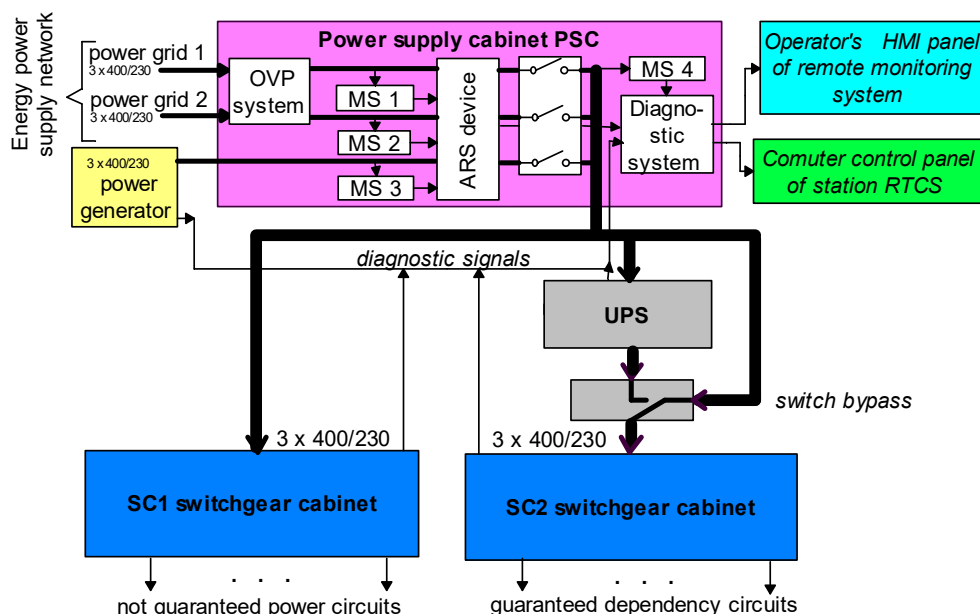 Energy power
supply network
power grid 1
3 x 400/230
power grid 2
3 x 400/230
3 x 400/230
power
generator
Power supply cabinet PSC
OVP
system
MS 1
MS 2
MS 3
ARS device
MS 4
Diagno-
stic
system
Operator's HMI panel
of remote monitoring
system
Comuter control panel
of station RTCS
diagnostic signals
UPS
switch bypass
3 x 400/230
3 x 400/230
SC1 switchgear cabinet
SC2 switchgear cabinet
. . .
. . .
not guaranteed power circuits
guaranteed dependency circuits